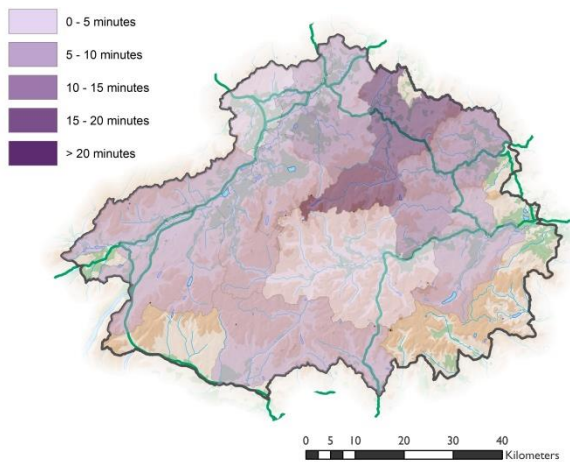 0 - 5 minutes
5 - 10 minutes
10 - 15 minutes
15 - 20 minutes
> 20 minutes
0 5 10 20 30 40
Kilometers